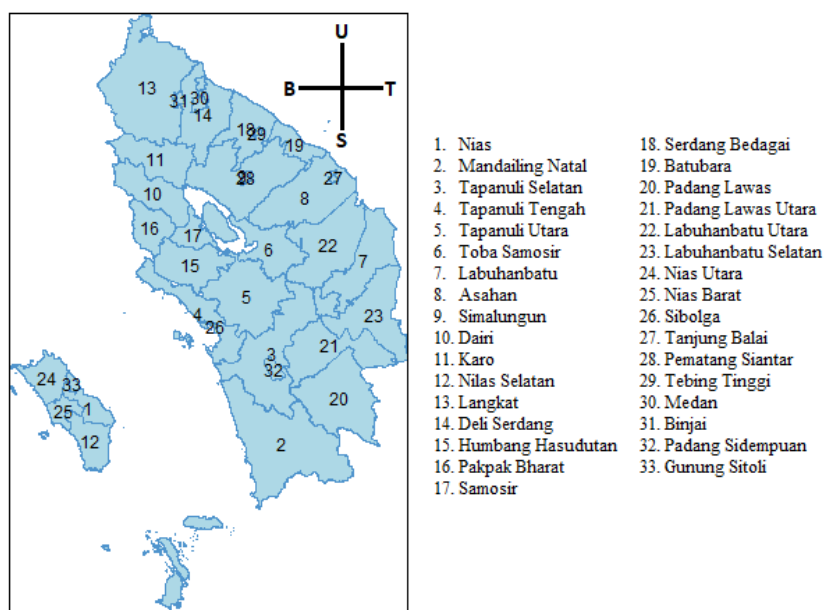 U
B T
S
13
30
31
14
18
29
19
11
9
28
27
10
8
16
17
6
22
7
15
5
4
26
23
3
21
32
24
33
20
25
1
12
2
1. Nias
2. Mandailing Natal
3. Tapanuli Selatan
4. Tapanuli Tengah
5. Tapanuli Utara
6. Toba Samosir
7. Labuhanbatu
8. Asahan
9. Simalungun
10. Dairi
11. Karo
12. Nilas Selatan
13. Langkat
14. Deli Serdang
15. Humbang Hasudutan
16. Pakpak Bharat
17. Samosir
18. Serdang Bedagai
19. Batubara
20. Padang Lawas
21. Padang Lawas Utara
22. Labuhanbatu Utara
23. Labuhanbatu Selatan
24. Nias Utara
25. Nias Barat
26. Sibolga
27. Tanjung Balai
28. Pematang Siantar
29. Tebing Tinggi
30. Medan
31. Binjai
32. Padang Sidempuan
33. Gunung Sitoli